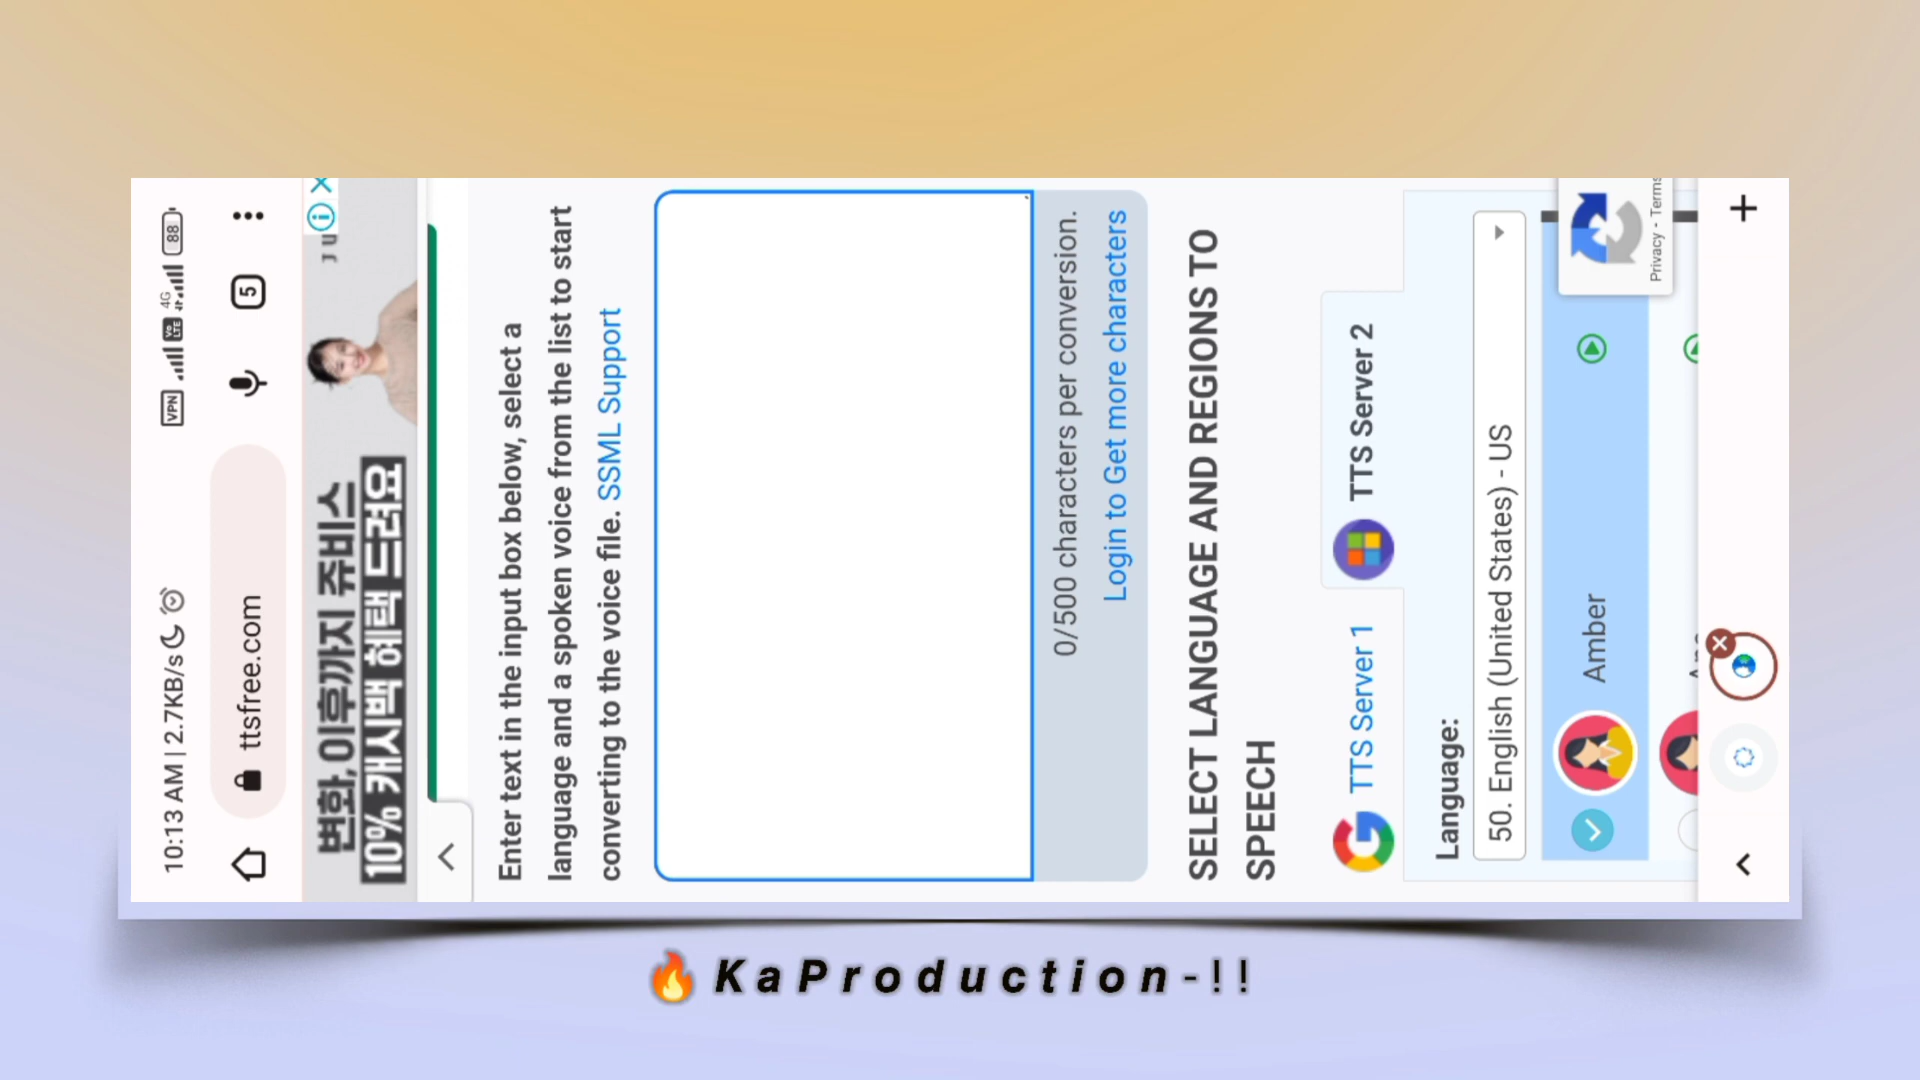 10:13 AM | 2.7KB/s VPN Vo LTE 4G 88
ttsfree.com 5
변화, 이후까지 쥬비스
10% 캐시백 혜택 드려요
Enter text in the input box below, select a
language and a spoken voice from the list to start
converting to the voice file. SSML Support
0/500 characters per conversion.
Login to Get more characters
SELECT LANGUAGE AND REGIONS TO
SPEECH
TTS Server 1 TTS Server 2
Language:
50. English (United States) - US
Amber
Privacy - Terms
🔥 KaProduction-!!